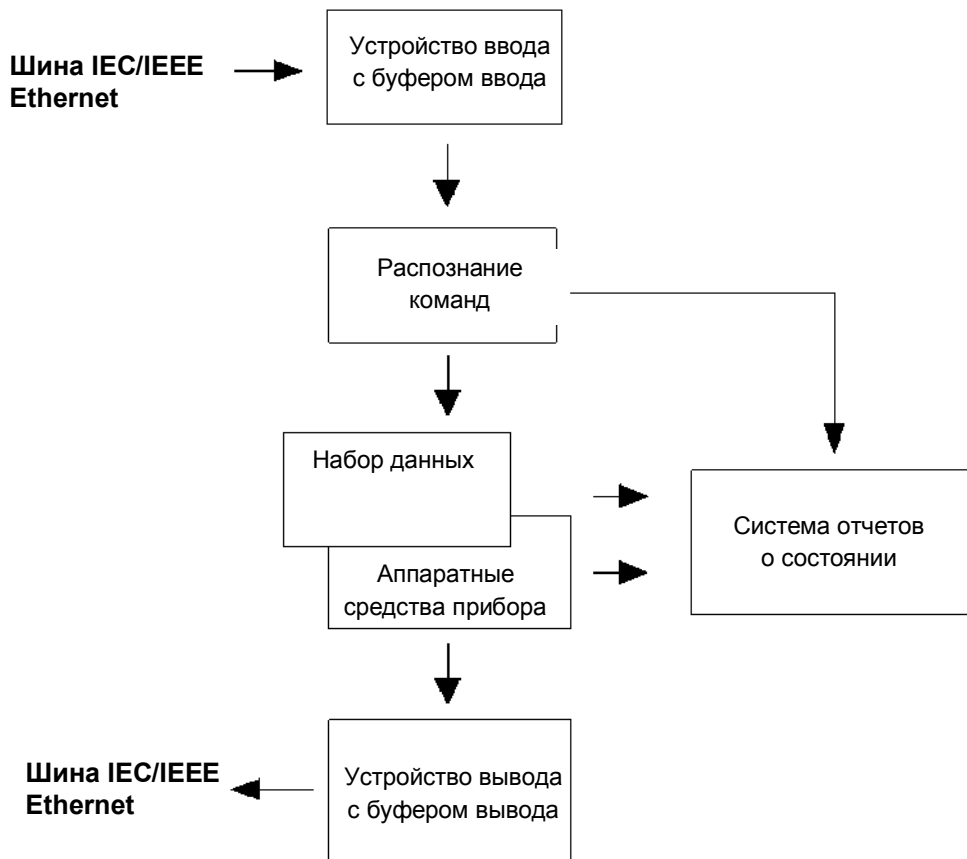 Шина IEC/IEEE
Ethernet
Устройство ввода
с буфером ввода
Распознание
команд
Набор данных
Аппаратные
средства прибора
Система отчетов
о состоянии
Шина IEC/IEEE
Ethernet
Устройство вывода
с буфером вывода